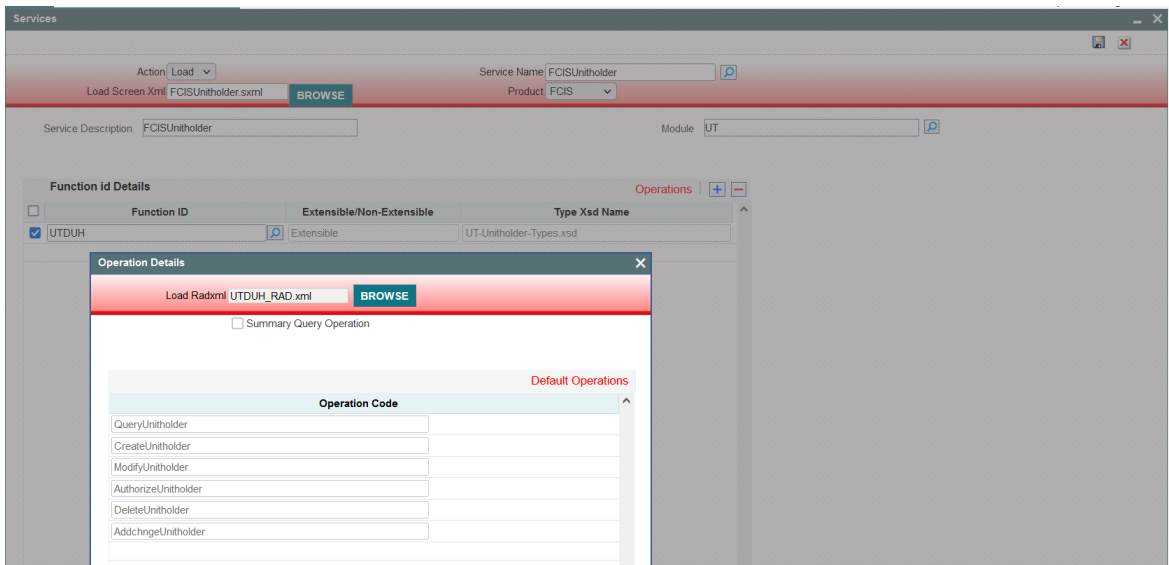 Services
Action Load
Service Name FCISUnitholder
Load Screen Xml FCISUnitholder.sxml BROWSE
Product FCIS
Service Description FCISUnitholder
Module UT
Function id Details
Operations
Function ID Extensible/Non-Extensible Type Xsd Name
UTDUH Extensible UT-Unitholder-Types.xsd
Operation Details
Load Radxml UTDUH_RAD.xml BROWSE
Summary Query Operation
Default Operations
Operation Code
QueryUnitholder
CreateUnitholder
ModifyUnitholder
AuthorizeUnitholder
DeleteUnitholder
AddchngeUnitholder